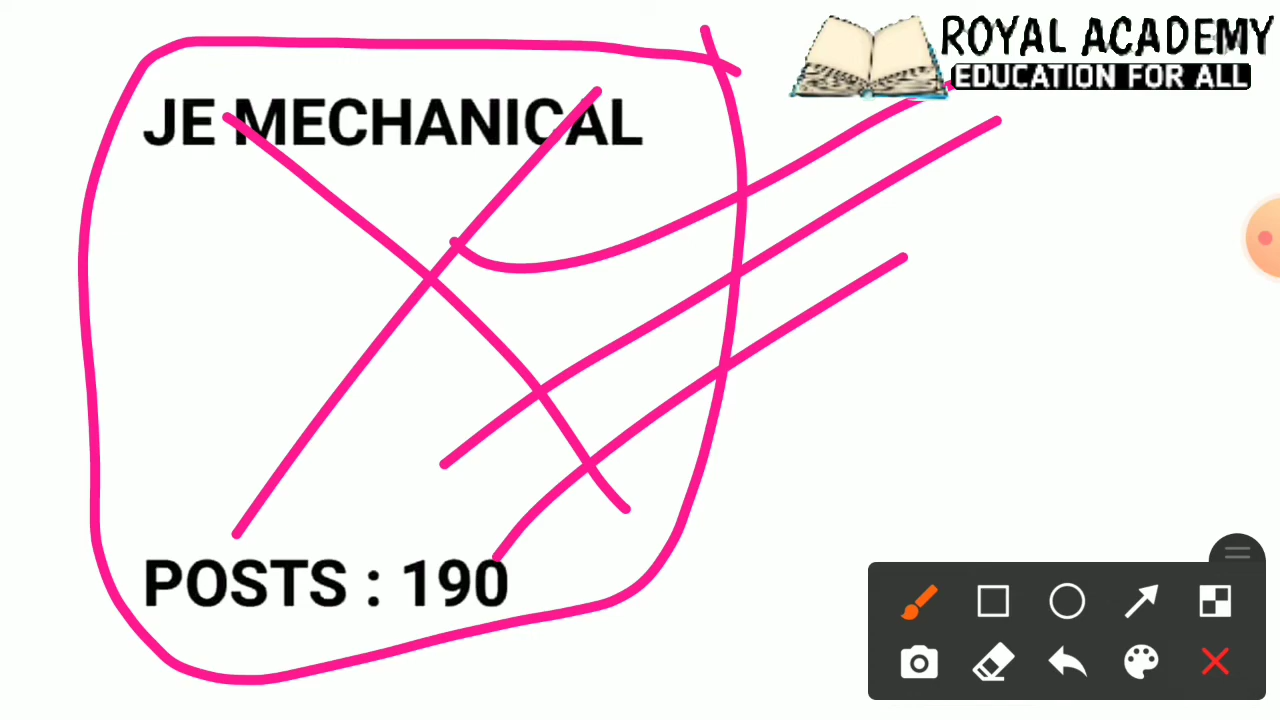 ROYAL ACADEMY
EDUCATION FOR ALL
JE MECHANICAL
POSTS : 190